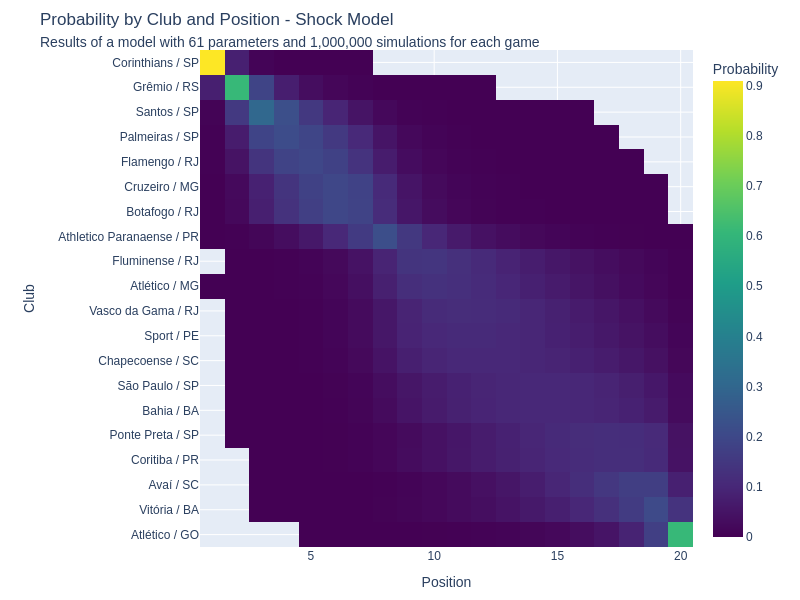 Probability by Club and Position - Shock Model
Results of a model with 61 parameters and 1,000,000 simulations for each game
Probability
Club
Corinthians / SP
Grêmio / RS
Santos / SP
Palmeiras / SP
Flamengo / RJ
Cruzeiro / MG
Botafogo / RJ
Athletico Paranaense / PR
Fluminense / RJ
Atlético / MG
Vasco da Gama / RJ
Sport / PE
Chapecoense / SC
São Paulo / SP
Bahia / BA
Ponte Preta / SP
Coritiba / PR
Avaí / SC
Vitória / BA
Atlético / GO
0.9
0.8
0.7
0.6
0.5
0.4
0.3
0.2
0.1
0
5 10 15 20
Position